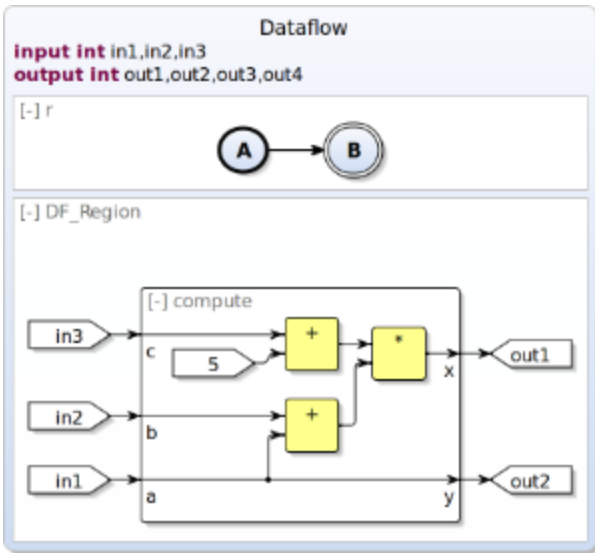 Dataflow
input int in1,in2,in3
output int out1,out2,out3,out4
[-] r
A
B
[-] DF_Region
[-] compute
in3
c
5
+
*
x
out1
in2
b
+
in1
a
y
out2